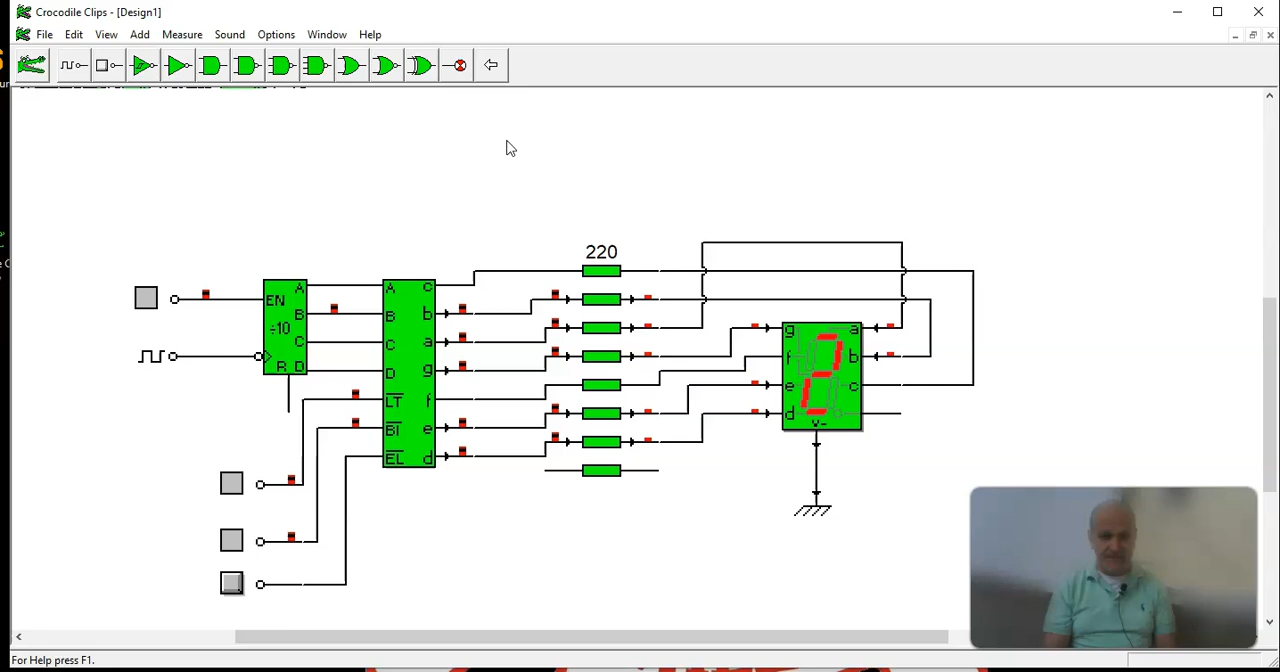 Crocodile Clips - [Design1]
File Edit View Add Measure Sound Options Window Help
220
EN A
B
÷10
C
R D
A c
B b
C a
D g
LT f
BI e
EL d
g a
f b
e c
d
V-
For Help press F1.